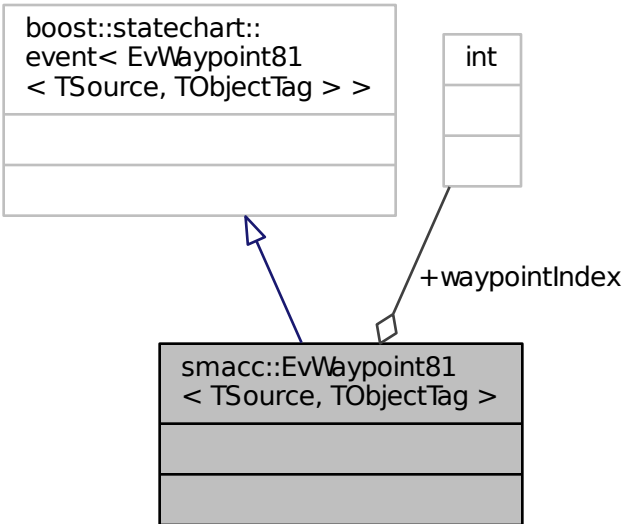 boost::statechart::
event< EvWaypoint81
< TSource, TObjectTag > >
int
+waypointIndex
smacc::EvWaypoint81
< TSource, TObjectTag >